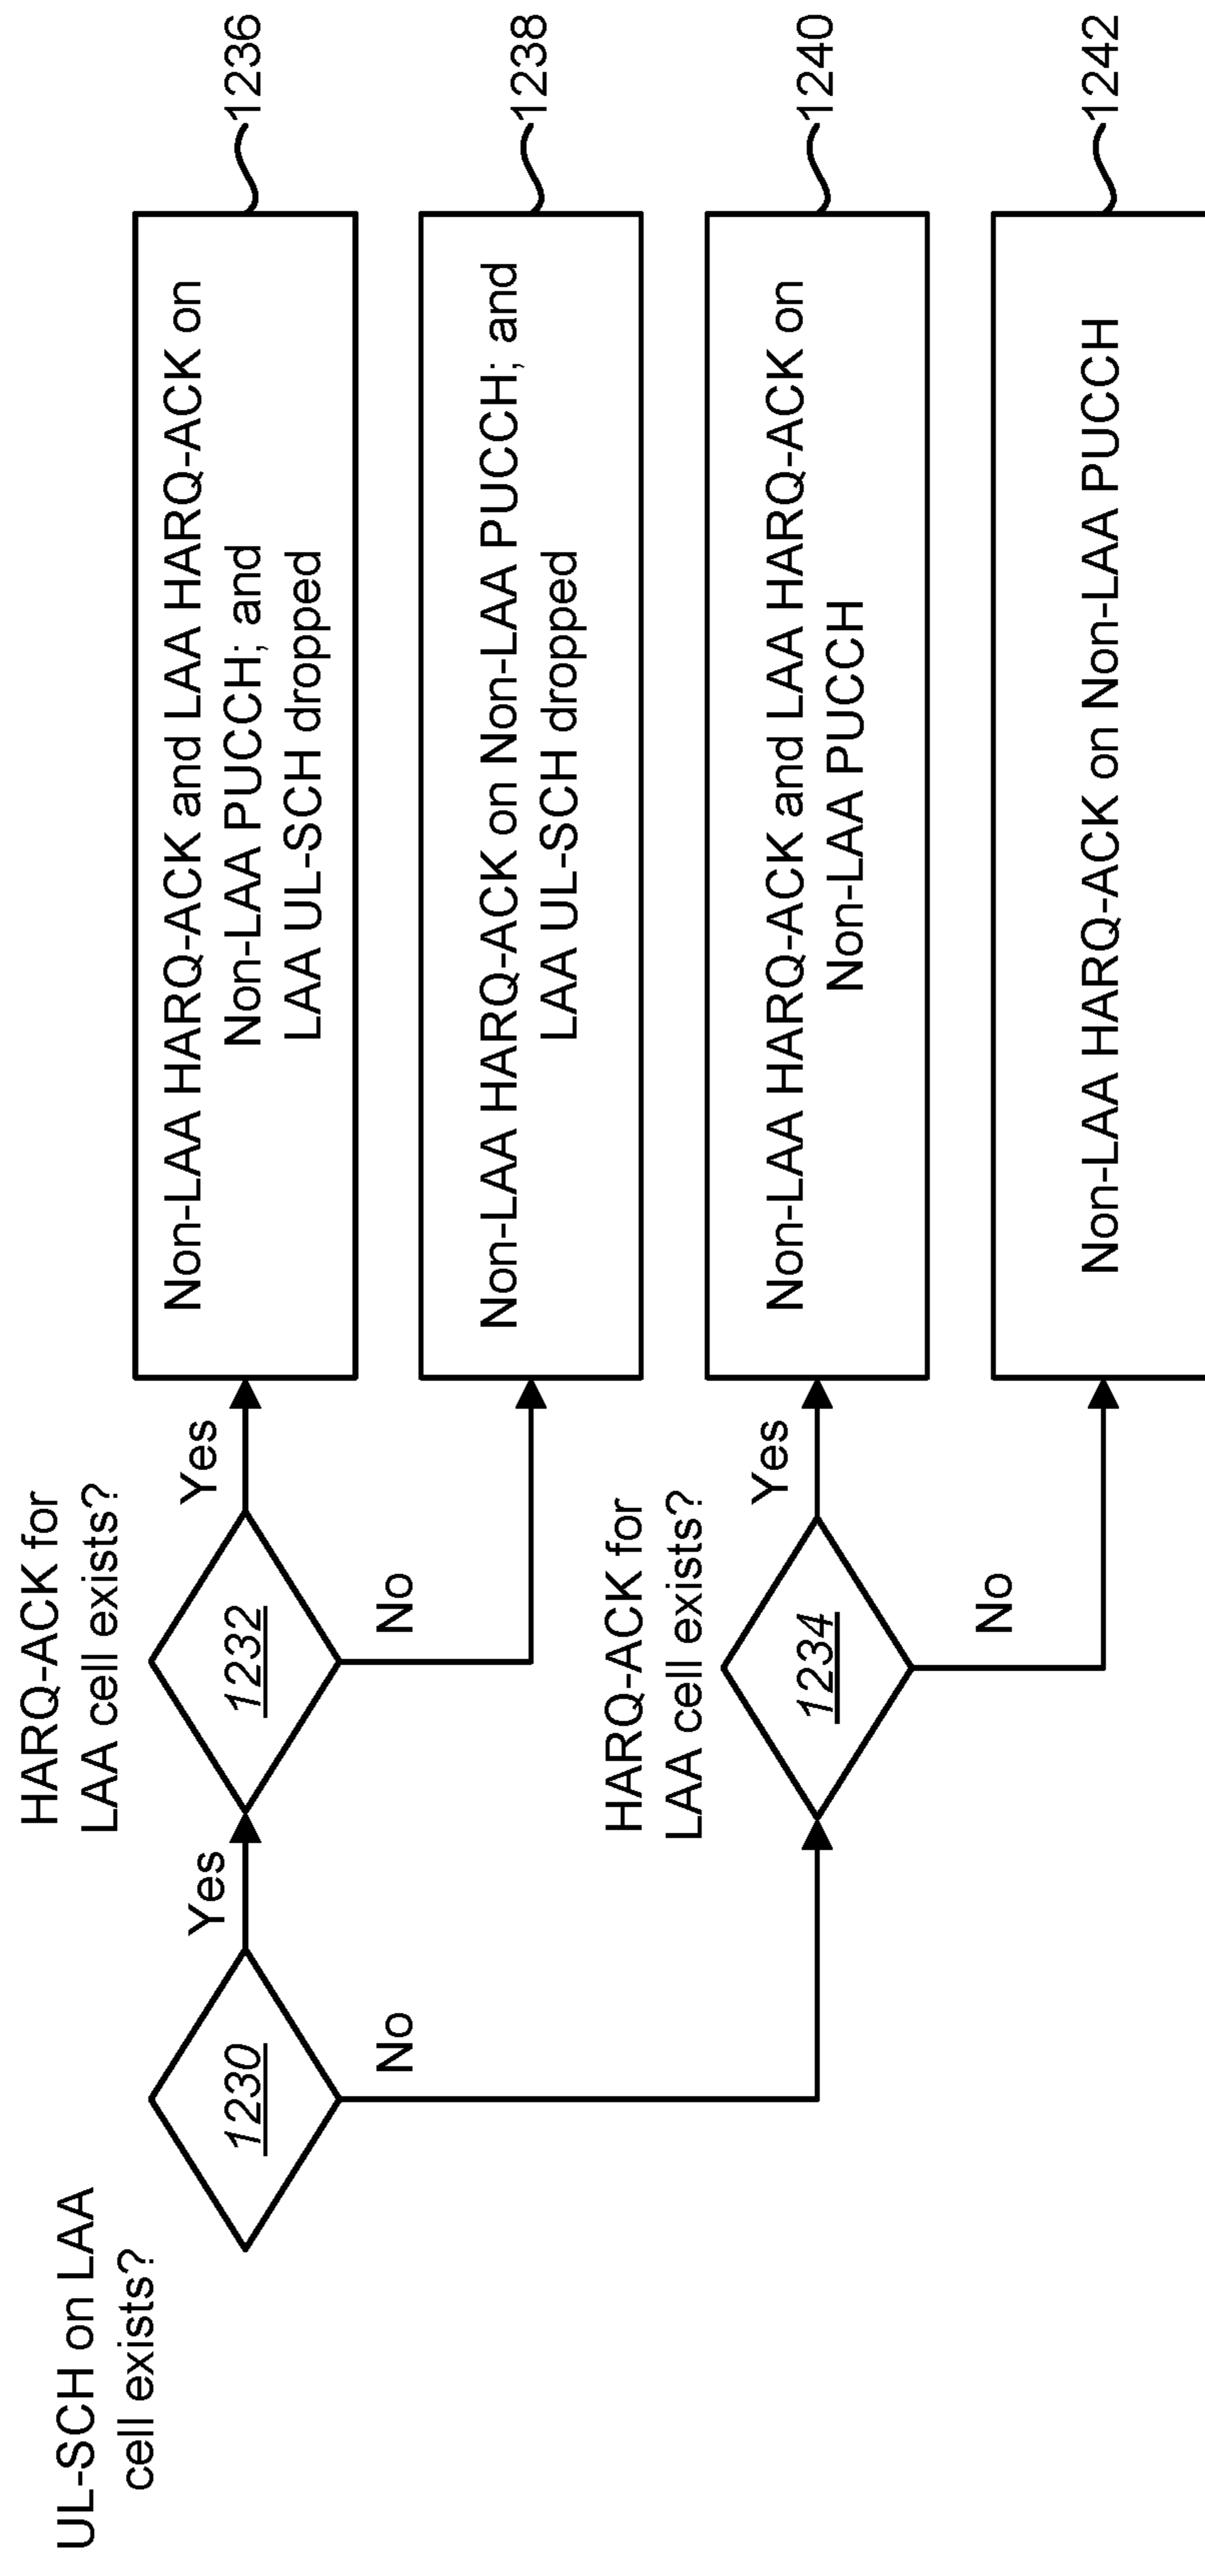 UL-SCH on LAA
cell exists?
1230
Yes
No
HARQ-ACK for
LAA cell exists?
1232
Yes
No
Non-LAA HARQ-ACK and LAA HARQ-ACK on
Non-LAA PUCCH; and
LAA UL-SCH dropped
1236
Non-LAA HARQ-ACK on Non-LAA PUCCH; and
LAA UL-SCH dropped
1238
HARQ-ACK for
LAA cell exists?
1234
Yes
No
Non-LAA HARQ-ACK and LAA HARQ-ACK on
Non-LAA PUCCH
1240
Non-LAA HARQ-ACK on Non-LAA PUCCH
1242